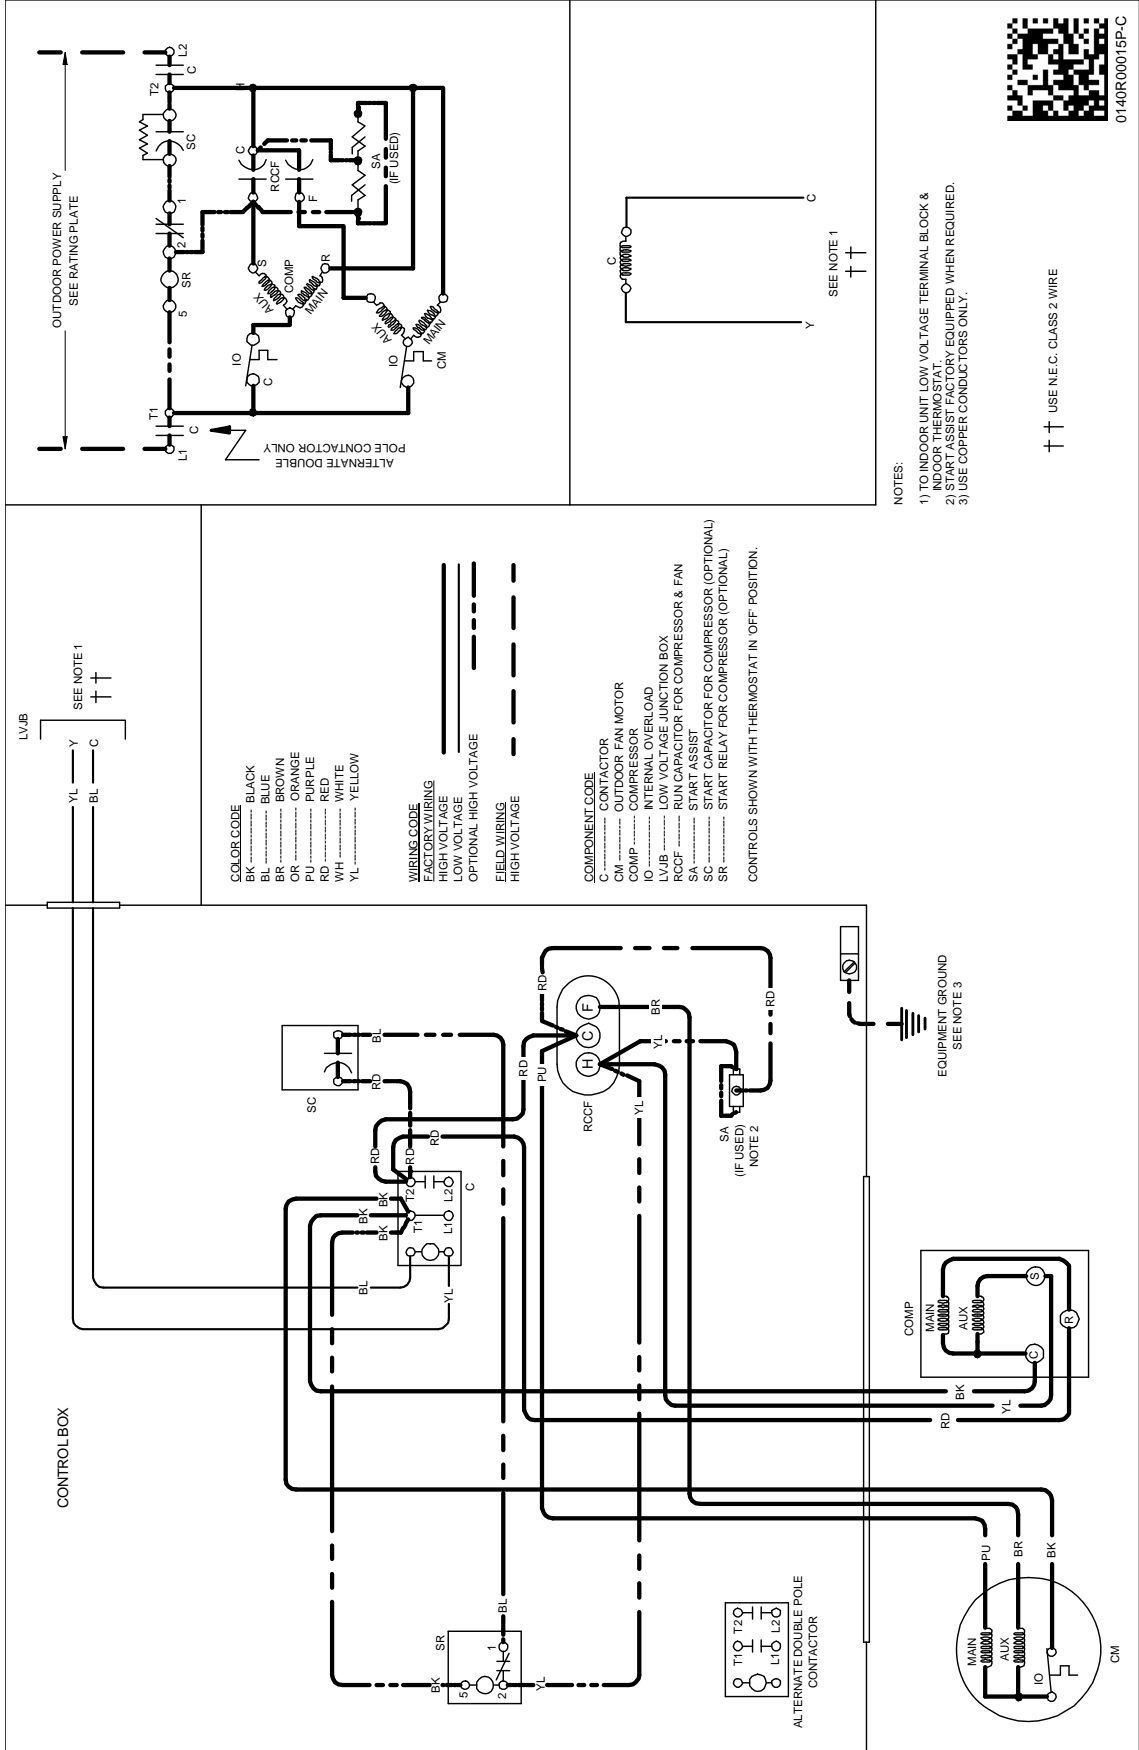 CONTROL BOX
LVJB
YL
Y
BL
C
SEE NOTE 1
†† 
SC
RD
BL
RD
RD
RD
BK
BK
BK
T2
L2
T1
L1
C
BL
YL
SR
BK
5
2
1
YL
BL
RD
PU
RD
F
C
H
RCCF
BR
YL
YL
SA
(IF USED)
NOTE 2
RD
EQUIPMENT GROUND
SEE NOTE 3
ALTERNATE DOUBLE POLE
CONTACTOR
T1
T2
L1
L2
COMP
MAIN
AUX
C
S
R
BK
YL
RD
PU
BR
BK
MAIN
AUX
IO
CM
COLOR CODE
BK ---------- BLACK
BL ---------- BLUE
BR ---------- BROWN
OR ---------- ORANGE
PU ---------- PURPLE
RD ---------- RED
WH ---------- WHITE
YL ---------- YELLOW
WIRING CODE
FACTORY WIRING
HIGH VOLTAGE
LOW VOLTAGE
OPTIONAL HIGH VOLTAGE
FIELD WIRING
HIGH VOLTAGE
COMPONENT CODE
C ---------- CONTACTOR
CM ---------- OUTDOOR FAN MOTOR
COMP ---------- COMPRESSOR
IO ---------- INTERNAL OVERLOAD
LVJB ---------- LOW VOLTAGE JUNCTION BOX
RCCF ---------- RUN CAPACITOR FOR COMPRESSOR & FAN
SA ---------- START ASSIST
SC ---------- START CAPACITOR FOR COMPRESSOR (OPTIONAL)
SR ---------- START RELAY FOR COMPRESSOR (OPTIONAL)
CONTROLS SHOWN WITH THERMOSTAT IN 'OFF' POSITION.
OUTDOOR POWER SUPPLY
SEE RATING PLATE
L1
C
T1
5
SR
2
1
SC
T2
C
L2
ALTERNATE DOUBLE
POLE CONTACTOR ONLY
IO
C
AUX
COMP
MAIN
S
R
H
C
RCCF
F
SA
(IF USED)
IO
AUX
MAIN
CM
C
Y
C
SEE NOTE 1
††
NOTES:
1) TO INDOOR UNIT LOW VOLTAGE TERMINAL BLOCK &
INDOOR THERMOSTAT.
2) START ASSIST FACTORY EQUIPPED WHEN REQUIRED.
3) USE COPPER CONDUCTORS ONLY.
†† USE N.E.C. CLASS 2 WIRE
0140R00015P-C